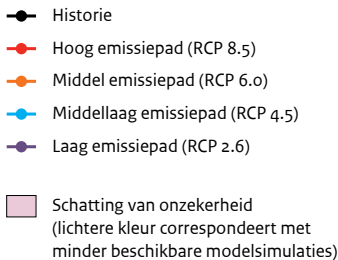 Historie
Hoog emissiepad (RCP 8.5)
Middel emissiepad (RCP 6.0)
Middellaag emissiepad (RCP 4.5)
Laag emissiepad (RCP 2.6)
Schatting van onzekerheid
(lichtere kleur correspondeert met
minder beschikbare modelsimulaties)